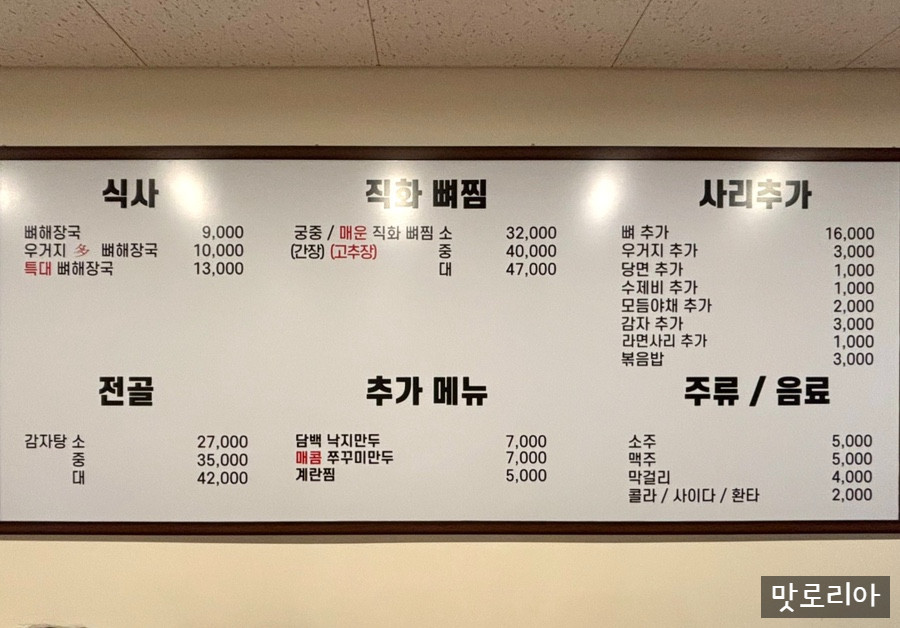 식사
뼈해장국 9,000
우거지 多 뼈해장국 10,000
특대 뼈해장국 13,000
직화 뼈찜
궁중 / 매운 직화 뼈찜 소 32,000
(간장) (고추장) 중 40,000
대 47,000
사리추가
뼈 추가 16,000
우거지 추가 3,000
당면 추가 1,000
수제비 추가 1,000
모듬야채 추가 2,000
감자 추가 3,000
라면사리 추가 1,000
볶음밥 3,000
전골
감자탕 소 27,000
중 35,000
대 42,000
추가 메뉴
담백 낙지만두 7,000
매콤 쭈꾸미만두 7,000
계란찜 5,000
주류 / 음료
소주 5,000
맥주 5,000
막걸리 4,000
콜라 / 사이다 / 환타 2,000
맛로리아